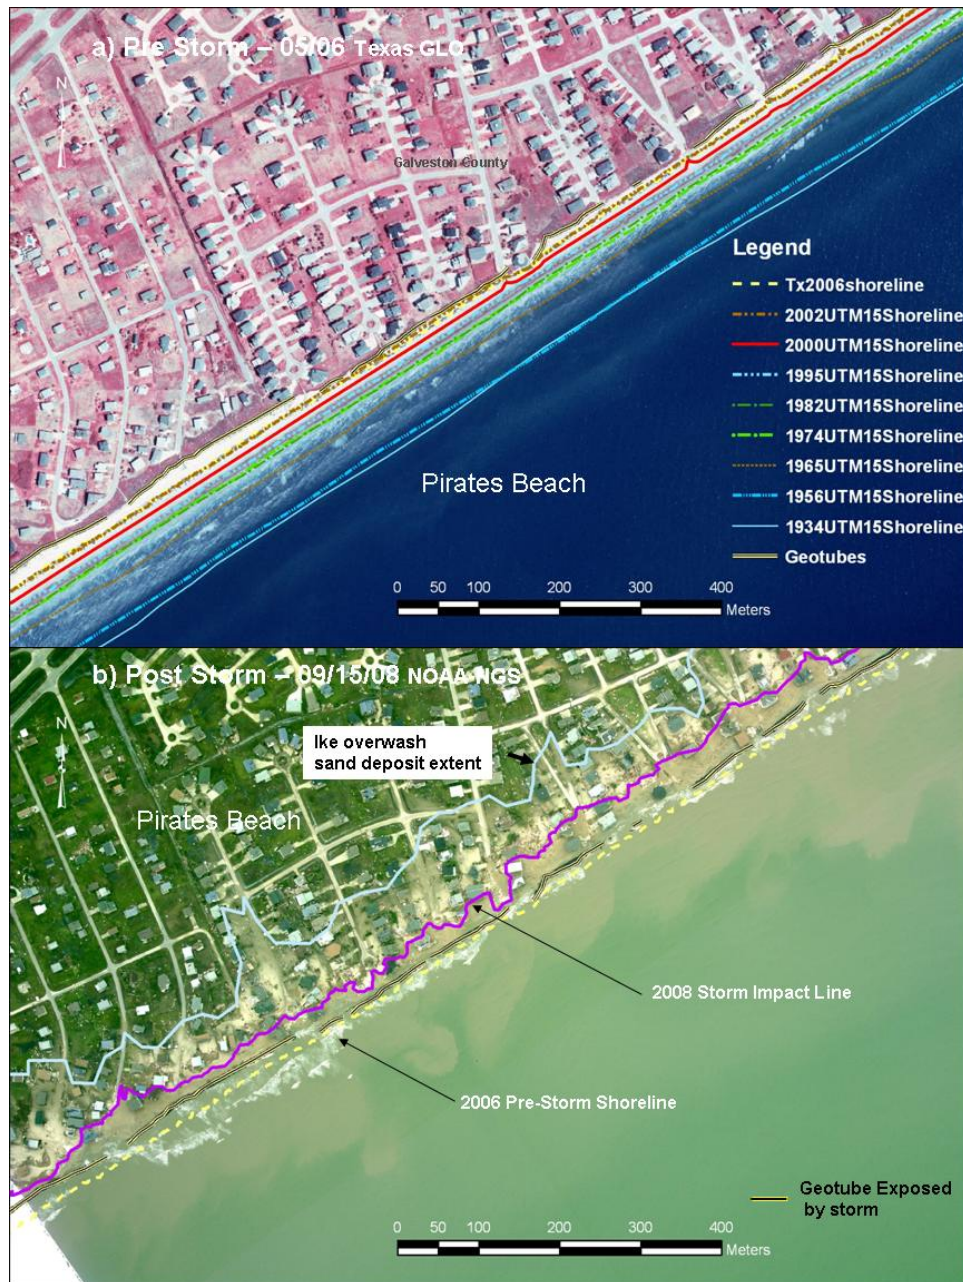 a) Pre Storm – 05/06 Texas GLO
N
Galveston County
Legend
Tx2006shoreline
2002UTM15Shoreline
2000UTM15Shoreline
1995UTM15Shoreline
1982UTM15Shoreline
1974UTM15Shoreline
1965UTM15Shoreline
1956UTM15Shoreline
1934UTM15Shoreline
Geotubes
Pirates Beach
0 50 100 200 300 400
Meters
b) Post Storm – 09/15/08 NOAA NGS
N
Ike overwash
sand deposit extent
Pirates Beach
2008 Storm Impact Line
2006 Pre-Storm Shoreline
Geotube Exposed
by storm
0 50 100 200 300 400
Meters